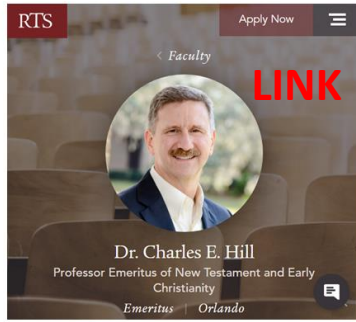 RTS
Apply Now
< Faculty
LINK
Dr. Charles E. Hill
Professor Emeritus of New Testament and Early
Christianity
Emeritus | Orlando